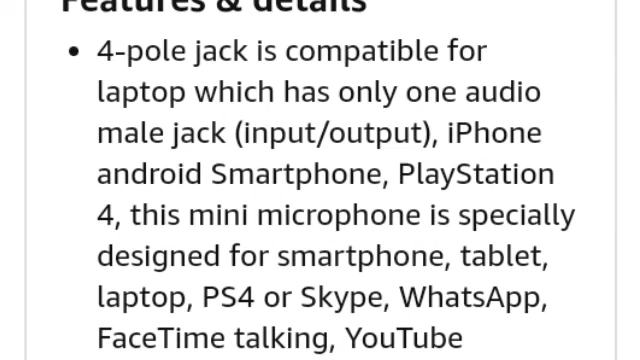 Features & details
• 4-pole jack is compatible for
laptop which has only one audio
male jack (input/output), iPhone
android Smartphone, PlayStation
4, this mini microphone is specially
designed for smartphone, tablet,
laptop, PS4 or Skype, WhatsApp,
FaceTime talking, YouTube